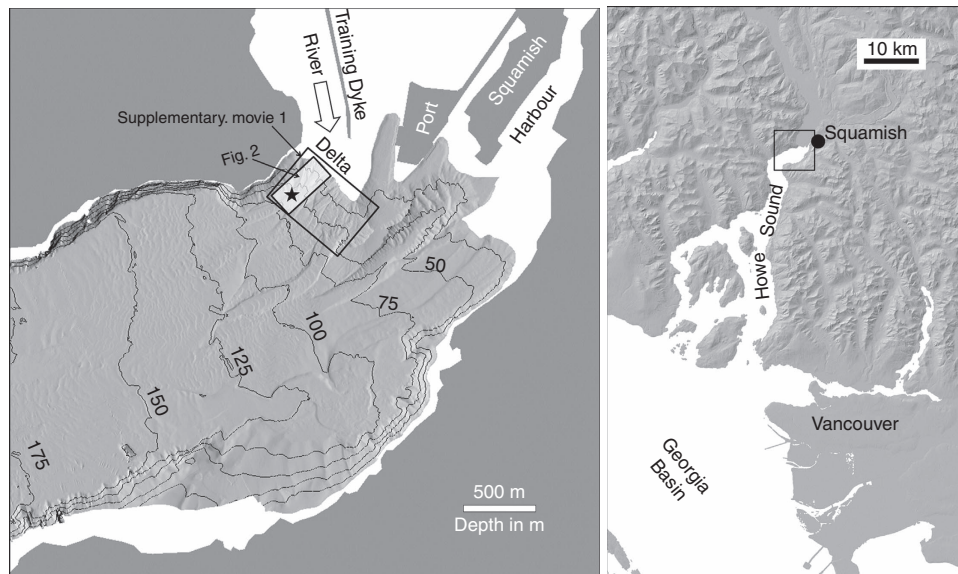 Training Dyke
River
Port
Squamish
Harbour
Supplementary. movie 1
Delta
Fig. 2
50
75
100
125
150
175
500 m
Depth in m
10 km
Squamish
Howe Sound
Vancouver
Georgia
Basin